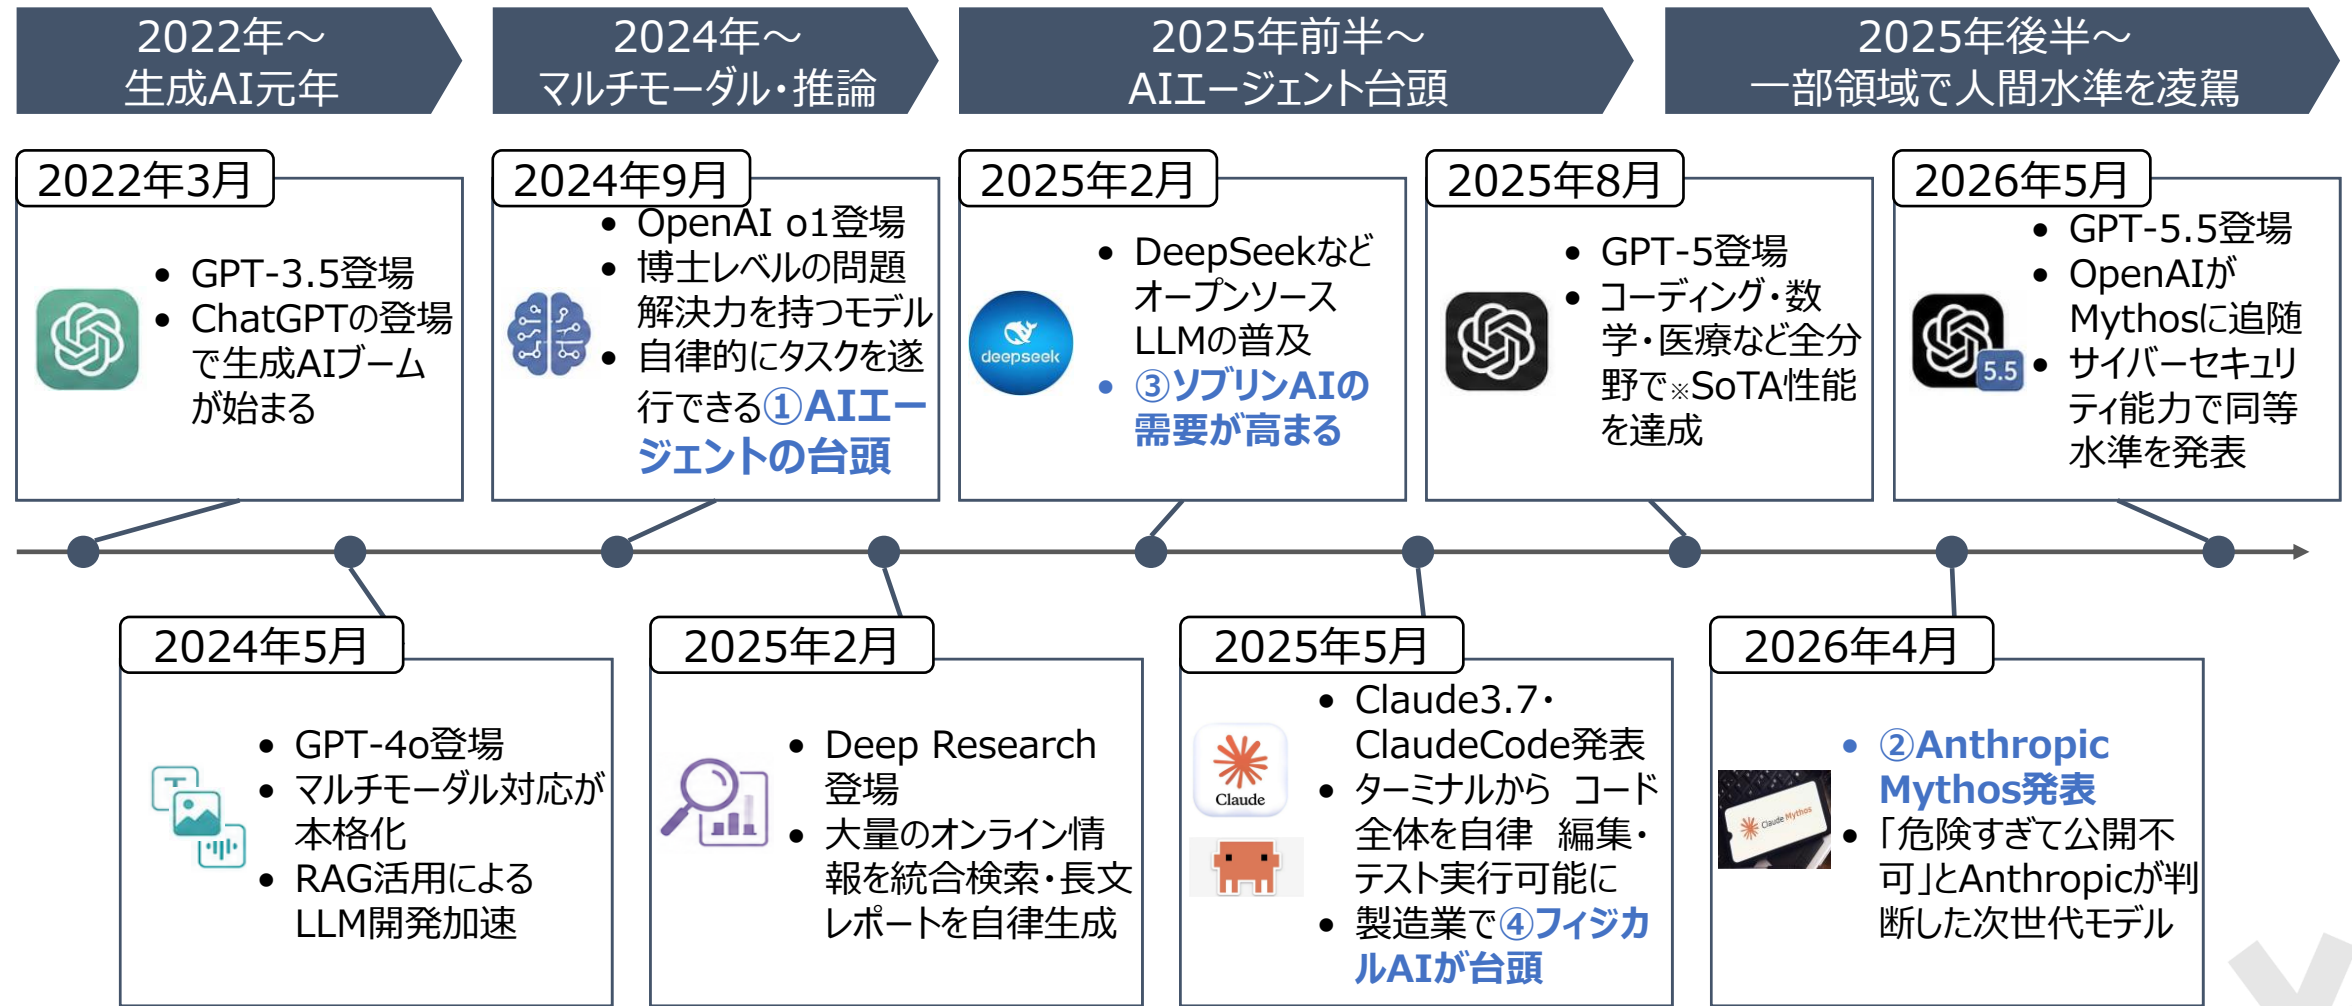 2022年～
生成AI元年
2024年～
マルチモーダル・推論
2025年前半～
AIエージェント台頭
2025年後半～
一部領域で人間水準を凌駕
2022年3月
• GPT-3.5登場
• ChatGPTの登場
で生成AIブーム
が始まる
2024年9月
• OpenAI o1登場
• 博士レベルの問題
解決力を持つモデル
• 自律的にタスクを遂
行できる①AIエー
ジェントの台頭
2025年2月
deepseek
• DeepSeekなど
オープンソース
LLMの普及
• ③ソブリンAIの
需要が高まる
2025年8月
• GPT-5登場
• コーディング・数
学・医療など全分
野で※SoTA性能
を達成
2026年5月
5.5
• GPT-5.5登場
• OpenAIが
Mythosに追随
• サイバーセキュリ
ティ能力で同等
水準を発表
2024年5月
T
• GPT-4o登場
• マルチモーダル対応が
本格化
• RAG活用による
LLM開発加速
2025年2月
• Deep Research
登場
• 大量のオンライン情
報を統合検索・長文
レポートを自律生成
2025年5月
Claude
• Claude3.7・
ClaudeCode発表
• ターミナルから コード
全体を自律 編集・
テスト実行可能に
• 製造業で④フィジカ
ルAIが台頭
2026年4月
Claude Mythos
• ②Anthropic
Mythos発表
• 「危険すぎて公開不
可」とAnthropicが判
断した次世代モデル